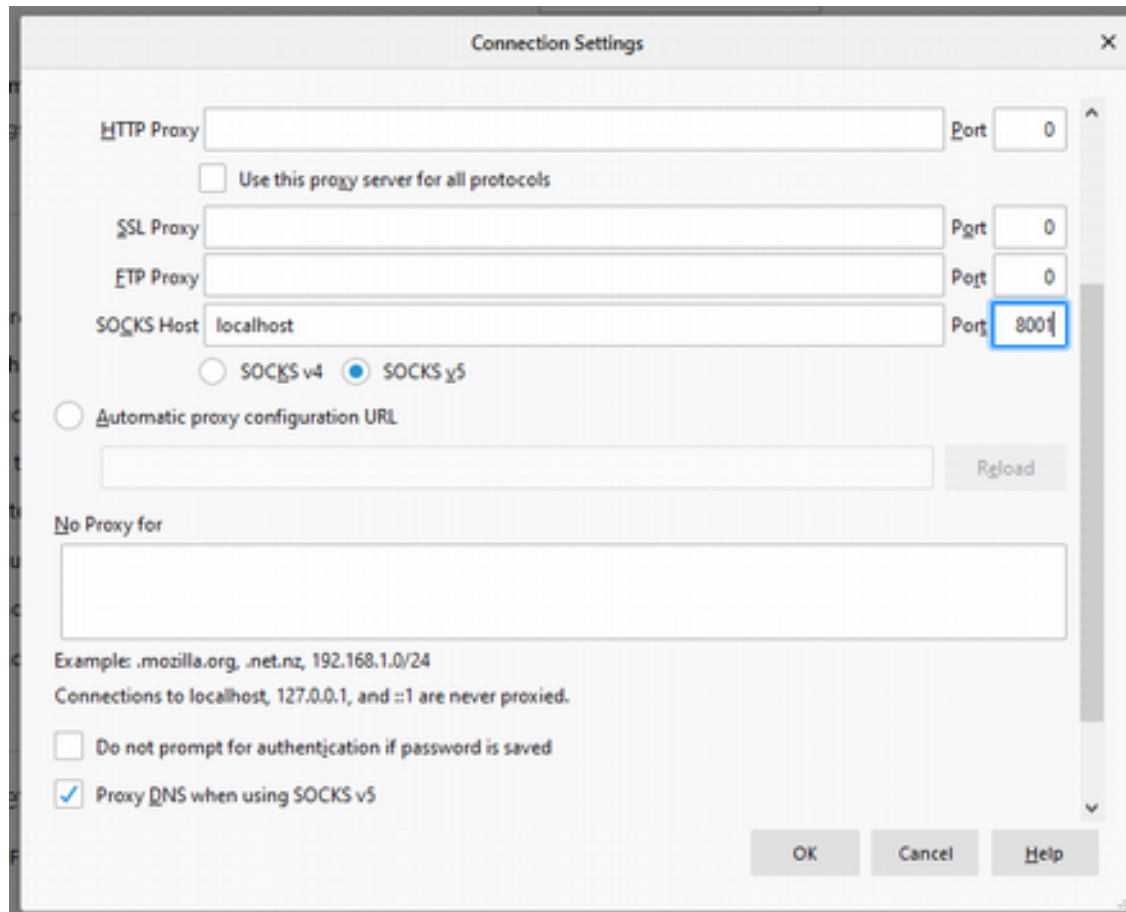 Connection Settings
HTTP Proxy Port 0
Use this proxy server for all protocols
SSL Proxy Port 0
FTP Proxy Port 0
SOCKS Host localhost Port 8001
SOCKS v4 SOCKS v5
Automatic proxy configuration URL
Reload
No Proxy for
Example: .mozilla.org, .net.nz, 192.168.1.0/24
Connections to localhost, 127.0.0.1, and ::1 are never proxied.
Do not prompt for authentication if password is saved
Proxy DNS when using SOCKS v5
OK Cancel Help